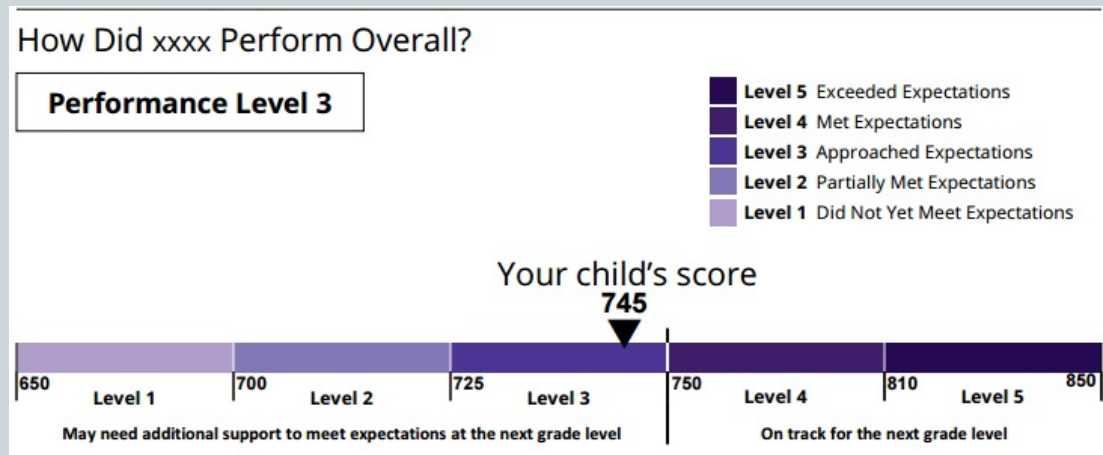 How Did xxxx Perform Overall?
Performance Level 3
Level 5 Exceeded Expectations
Level 4 Met Expectations
Level 3 Approached Expectations
Level 2 Partially Met Expectations
Level 1 Did Not Yet Meet Expectations
Your child's score
745
650 700 725 750 810 850
Level 1 Level 2 Level 3 Level 4 Level 5
May need additional support to meet expectations at the next grade level On track for the next grade level